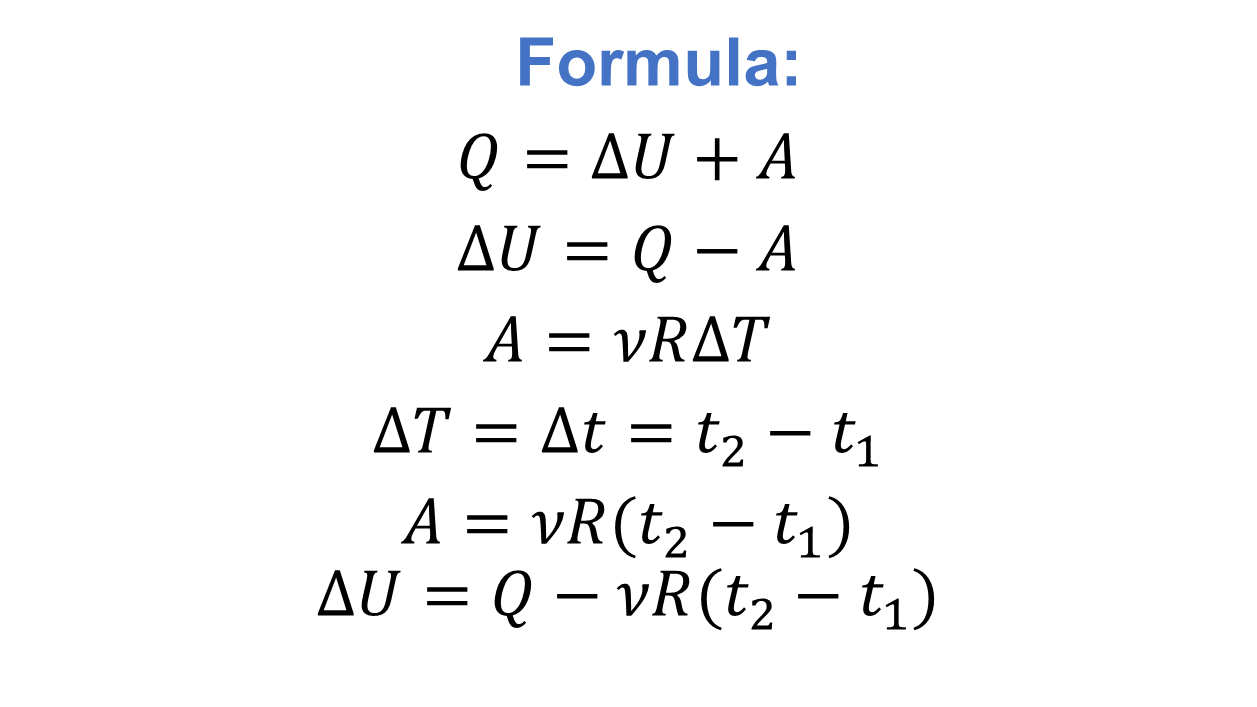 Formula:
Q = ΔU + A
ΔU = Q − A
A = νRΔT
ΔT = Δt = t₂ − t₁
A = νR(t₂ − t₁)
ΔU = Q − νR(t₂ − t₁)